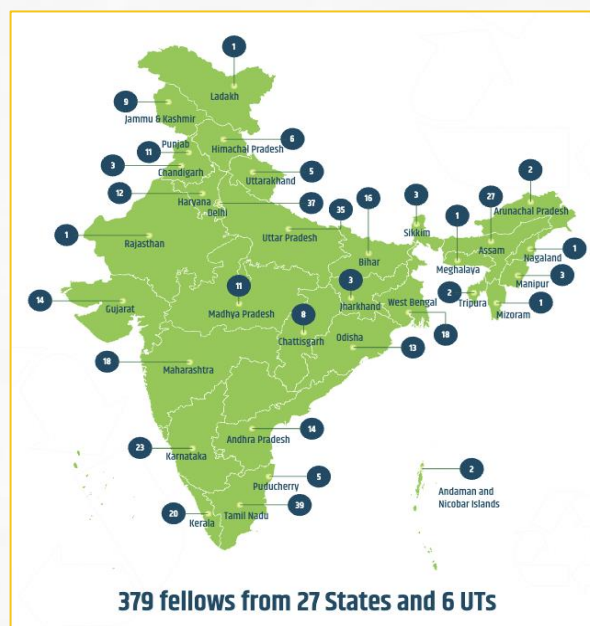 1
Ladakh
9
Jammu & Kashmir
6
Himachal Pradesh
Punjab
11
3
Chandigarh
5
Uttarakhand
12
Haryana
37
Delhi
35
Uttar Pradesh
1
Rajasthan
16
Bihar
3
Sikkim
27
Assam
2
Arunachal Pradesh
1
Meghalaya
1
Nagaland
3
Manipur
2
Tripura
1
Mizoram
14
Gujarat
11
Madhya Pradesh
3
Jharkhand
West Bengal
18
8
Chattisgarh
Odisha
13
18
Maharashtra
14
Andhra Pradesh
23
Karnataka
5
Puducherry
39
Tamil Nadu
20
Kerala
2
Andaman and
Nicobar Islands
379 fellows from 27 States and 6 UTs